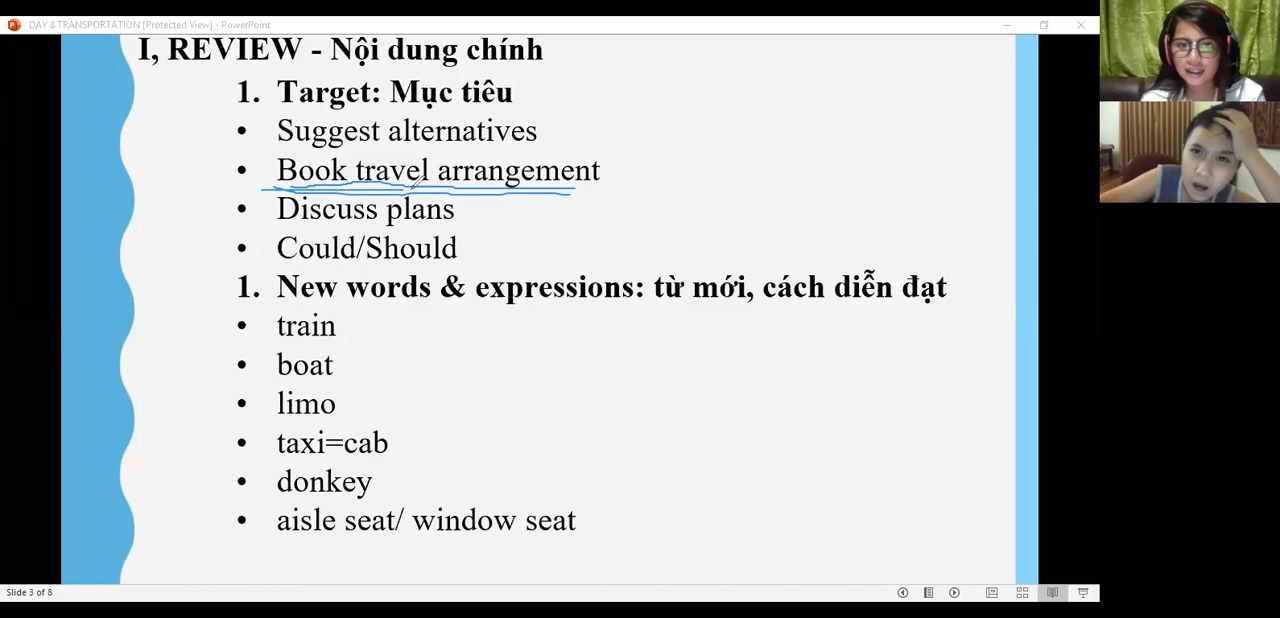 DAY 8 TRANSPORTATION [Protected View] - PowerPoint
I, REVIEW - Nội dung chính
1. Target: Mục tiêu
• Suggest alternatives
• Book travel arrangement
• Discuss plans
• Could/Should
1. New words & expressions: từ mới, cách diễn đạt
• train
• boat
• limo
• taxi=cab
• donkey
• aisle seat/ window seat
Slide 3 of 8